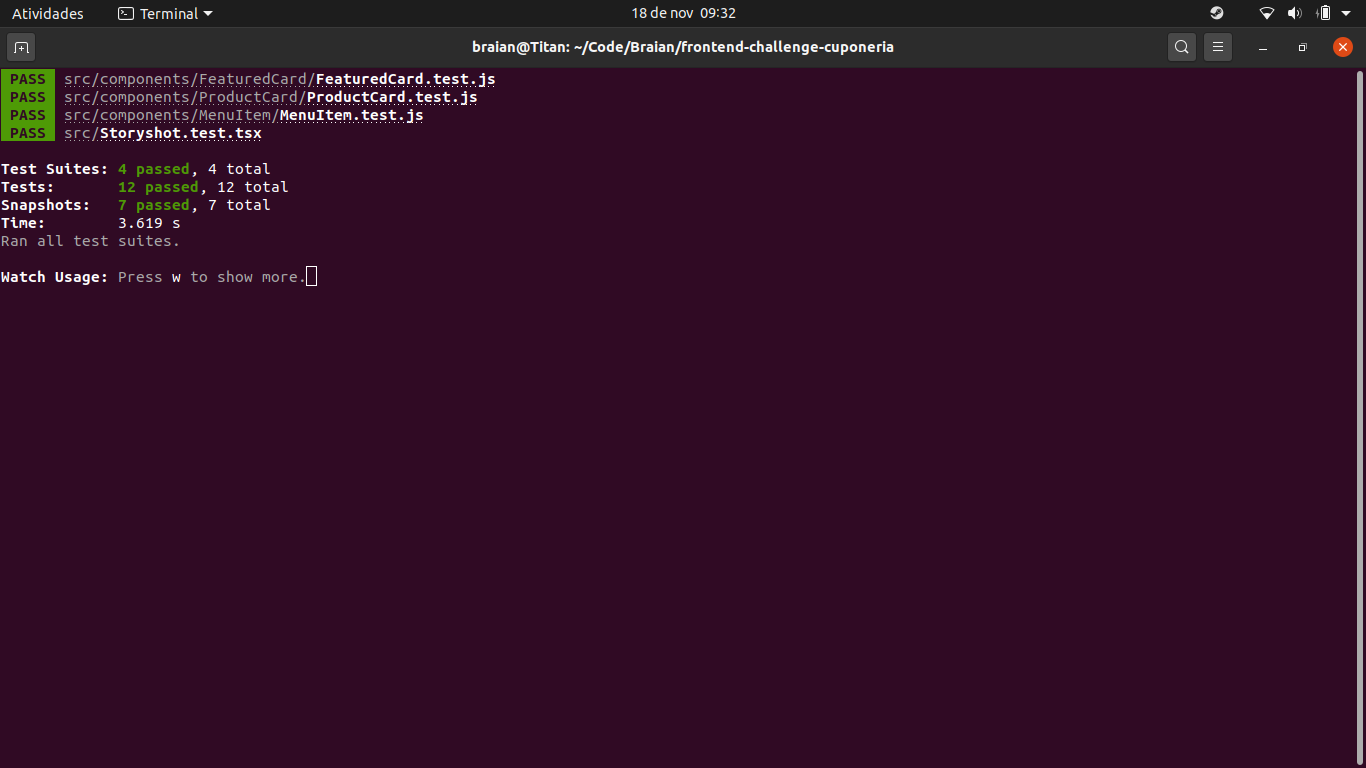 Atividades Terminal 18 de nov 09:32
braian@Titan: ~/Code/Braian/frontend-challenge-cuponeria
PASS src/components/FeaturedCard/FeaturedCard.test.js
PASS src/components/ProductCard/ProductCard.test.js
PASS src/components/MenuItem/MenuItem.test.js
PASS src/Storyshot.test.tsx
Test Suites: 4 passed, 4 total
Tests: 12 passed, 12 total
Snapshots: 7 passed, 7 total
Time: 3.619 s
Ran all test suites.
Watch Usage: Press w to show more.